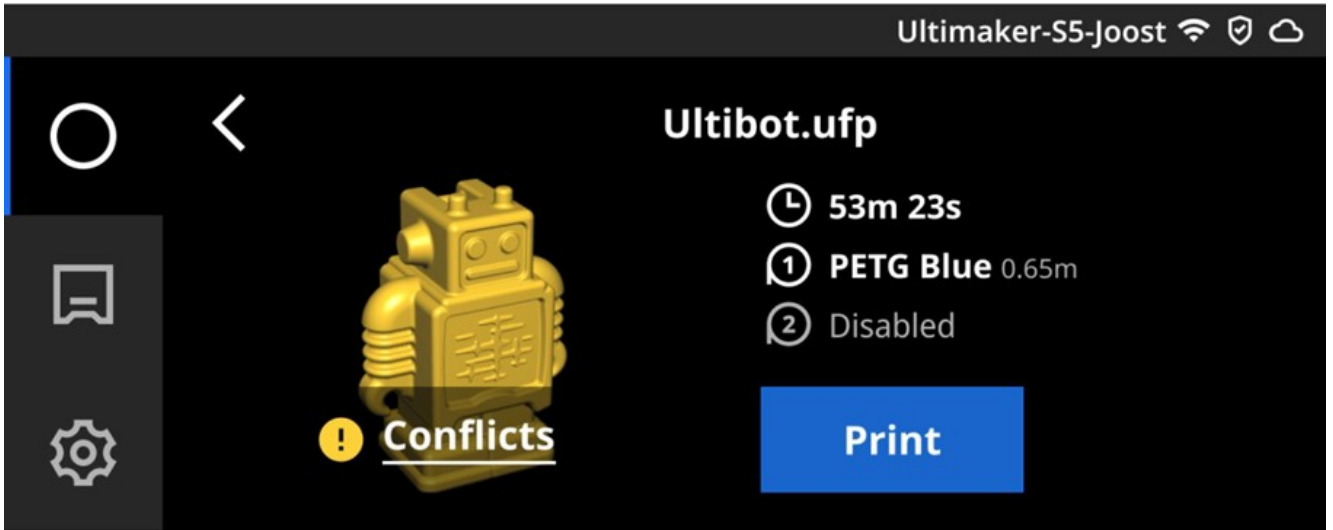 Ultimaker-S5-Joost
Ultibot.ufp
53m 23s
1 PETG Blue 0.65m
2 Disabled
! Conflicts
Print